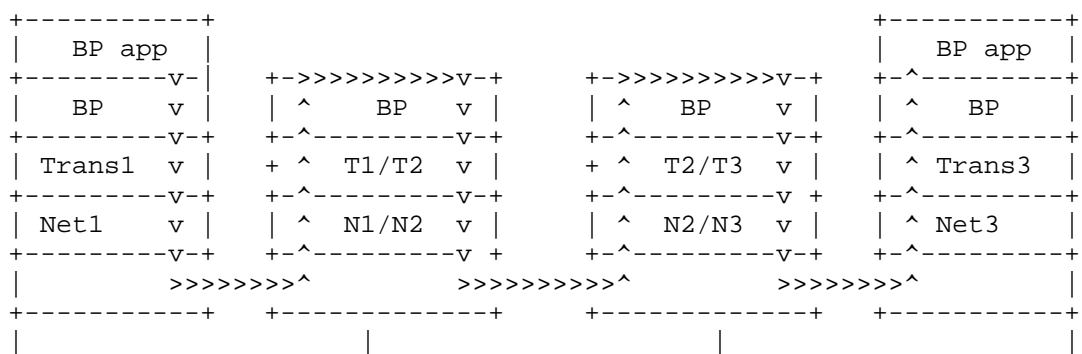 +-----------+                                         +-----------+
|   BP app  |                                         |   BP app  |
+---------v-|   +->>>>>>>>>>v-+     +->>>>>>>>>>v-+   +-^---------+
|   BP    v |   | ^    BP   v |     | ^   BP    v |   | ^   BP    |
+---------v-+   +-^---------v-+     +-^---------v-+   +-^---------+
| Trans1  v |   + ^  T1/T2  v |     + ^  T2/T3  v |   | ^ Trans3  |
+---------v-+   +-^---------v-+     +-^---------v +   +-^---------+
| Net1    v |   | ^  N1/N2  v |     | ^  N2/N3  v |   | ^ Net3    |
+---------v-+   +-^---------v +     +-^---------v-+   +-^---------+
|         >>>>>>>>^         >>>>>>>>>>^         >>>>>>>>^         |
+-----------+   +-------------+     +-------------+   +-----------+
|                     |                     |                     |